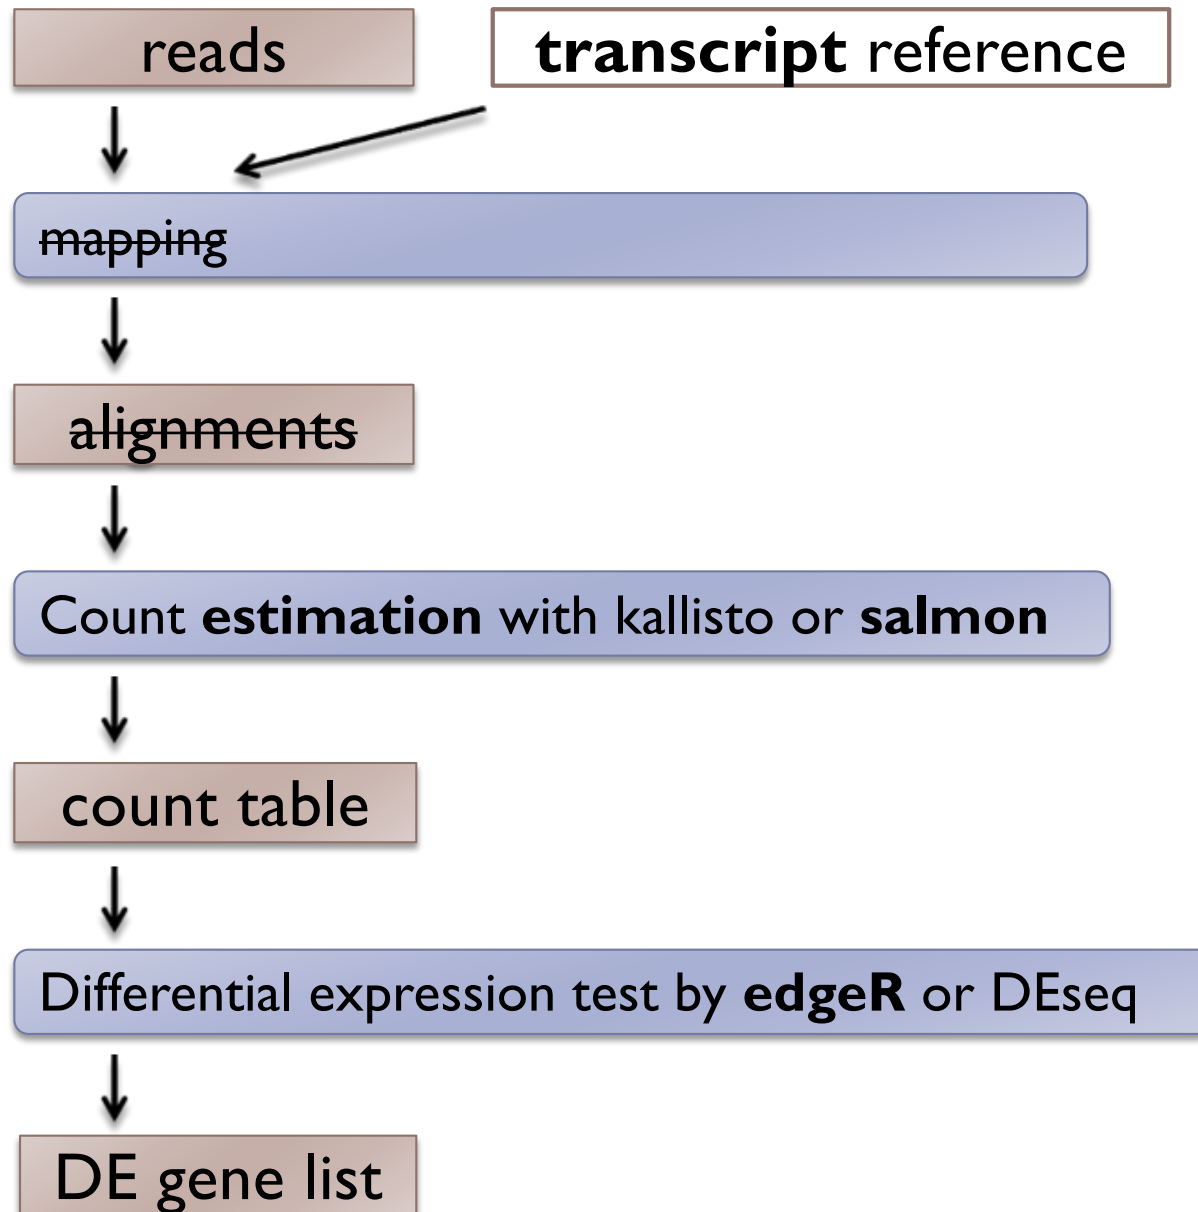 reads
transcript reference
mapping
alignments
Count estimation with kallisto or salmon
count table
Differential expression test by edgeR or DEseq
DE gene list